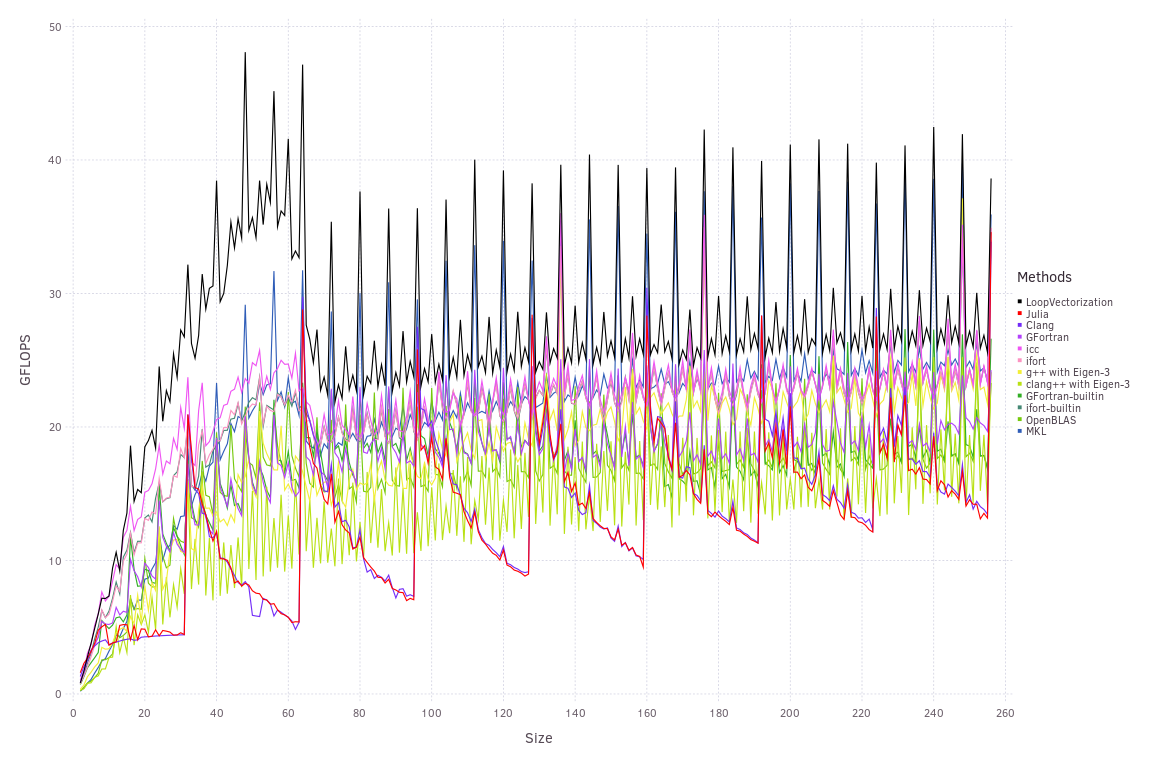 50
40
30
20
10
0
GFLOPS
0 20 40 60 80 100 120 140 160 180 200 220 240 260
Size
Methods
LoopVectorization
Julia
Clang
GFortran
icc
ifort
g++ with Eigen-3
clang++ with Eigen-3
GFortran-builtin
ifort-builtin
OpenBLAS
MKL